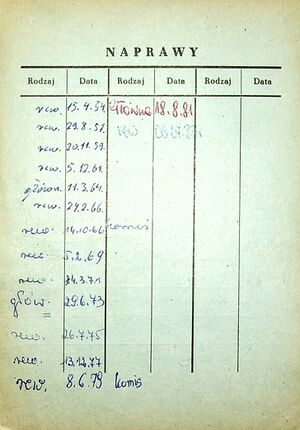 NAPRAWY
Rodzaj Data Rodzaj Data Rodzaj Data
rew. 15.4.54. Główna 18.8.81
rew. 29.8.57. rew
rew. 20.11.59.
rew. 5.12.61.
główn. 11.3.64.
rew. 24.2.66.
rew. 14.10.66 komis
rew. 5.2.69
rew. 24.3.71
głów. 29.6.73
rew. 26.7.75
rew. 13.12.77
rew. 8.6.79 komis